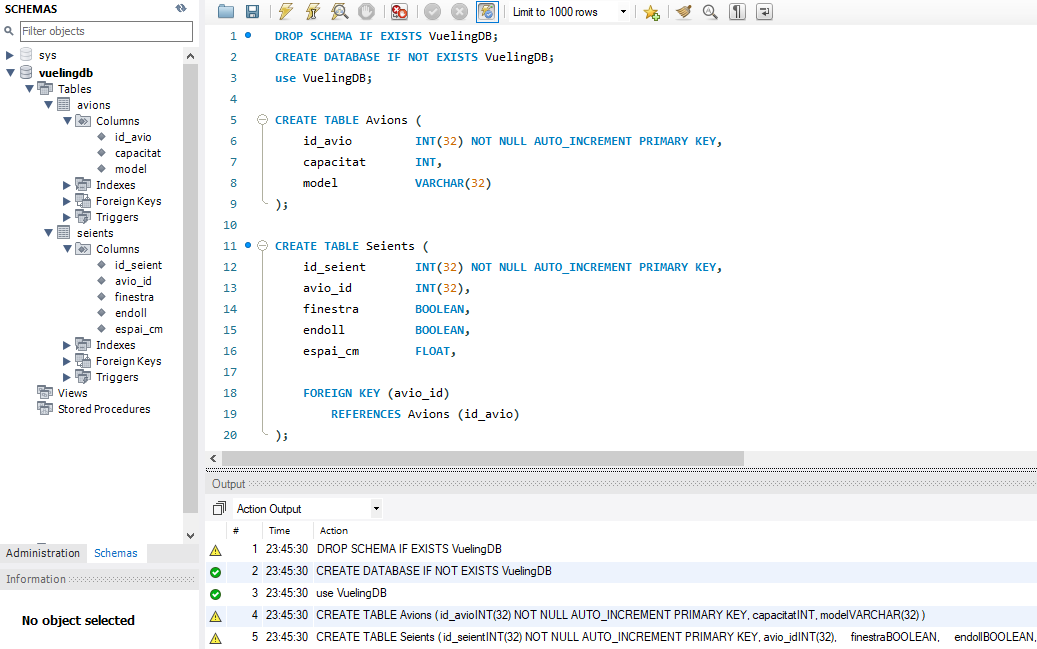 SCHEMAS
Filter objects
sys
vuelingdb
Tables
avions
Columns
id_avio
capacitat
model
Indexes
Foreign Keys
Triggers
seients
Columns
id_seient
avio_id
finestra
endoll
espai_cm
Indexes
Foreign Keys
Triggers
Views
Stored Procedures
Administration Schemas
Information
No object selected
Limit to 1000 rows
1 DROP SCHEMA IF EXISTS VuelingDB;
2 CREATE DATABASE IF NOT EXISTS VuelingDB;
3 use VuelingDB;
4
5 CREATE TABLE Avions (
6 id_avio INT(32) NOT NULL AUTO_INCREMENT PRIMARY KEY,
7 capacitat INT,
8 model VARCHAR(32)
9 );
10
11 CREATE TABLE Seients (
12 id_seient INT(32) NOT NULL AUTO_INCREMENT PRIMARY KEY,
13 avio_id INT(32),
14 finestra BOOLEAN,
15 endoll BOOLEAN,
16 espai_cm FLOAT,
17
18 FOREIGN KEY (avio_id)
19 REFERENCES Avions (id_avio)
20 );
Output
Action Output
# Time Action
1 23:45:30 DROP SCHEMA IF EXISTS VuelingDB
2 23:45:30 CREATE DATABASE IF NOT EXISTS VuelingDB
3 23:45:30 use VuelingDB
4 23:45:30 CREATE TABLE Avions ( id_avioINT(32) NOT NULL AUTO_INCREMENT PRIMARY KEY, capacitatINT, modelVARCHAR(32) )
5 23:45:30 CREATE TABLE Seients ( id_seientINT(32) NOT NULL AUTO_INCREMENT PRIMARY KEY, avio_idINT(32), finestraBOOLEAN, endollBOOLEAN,